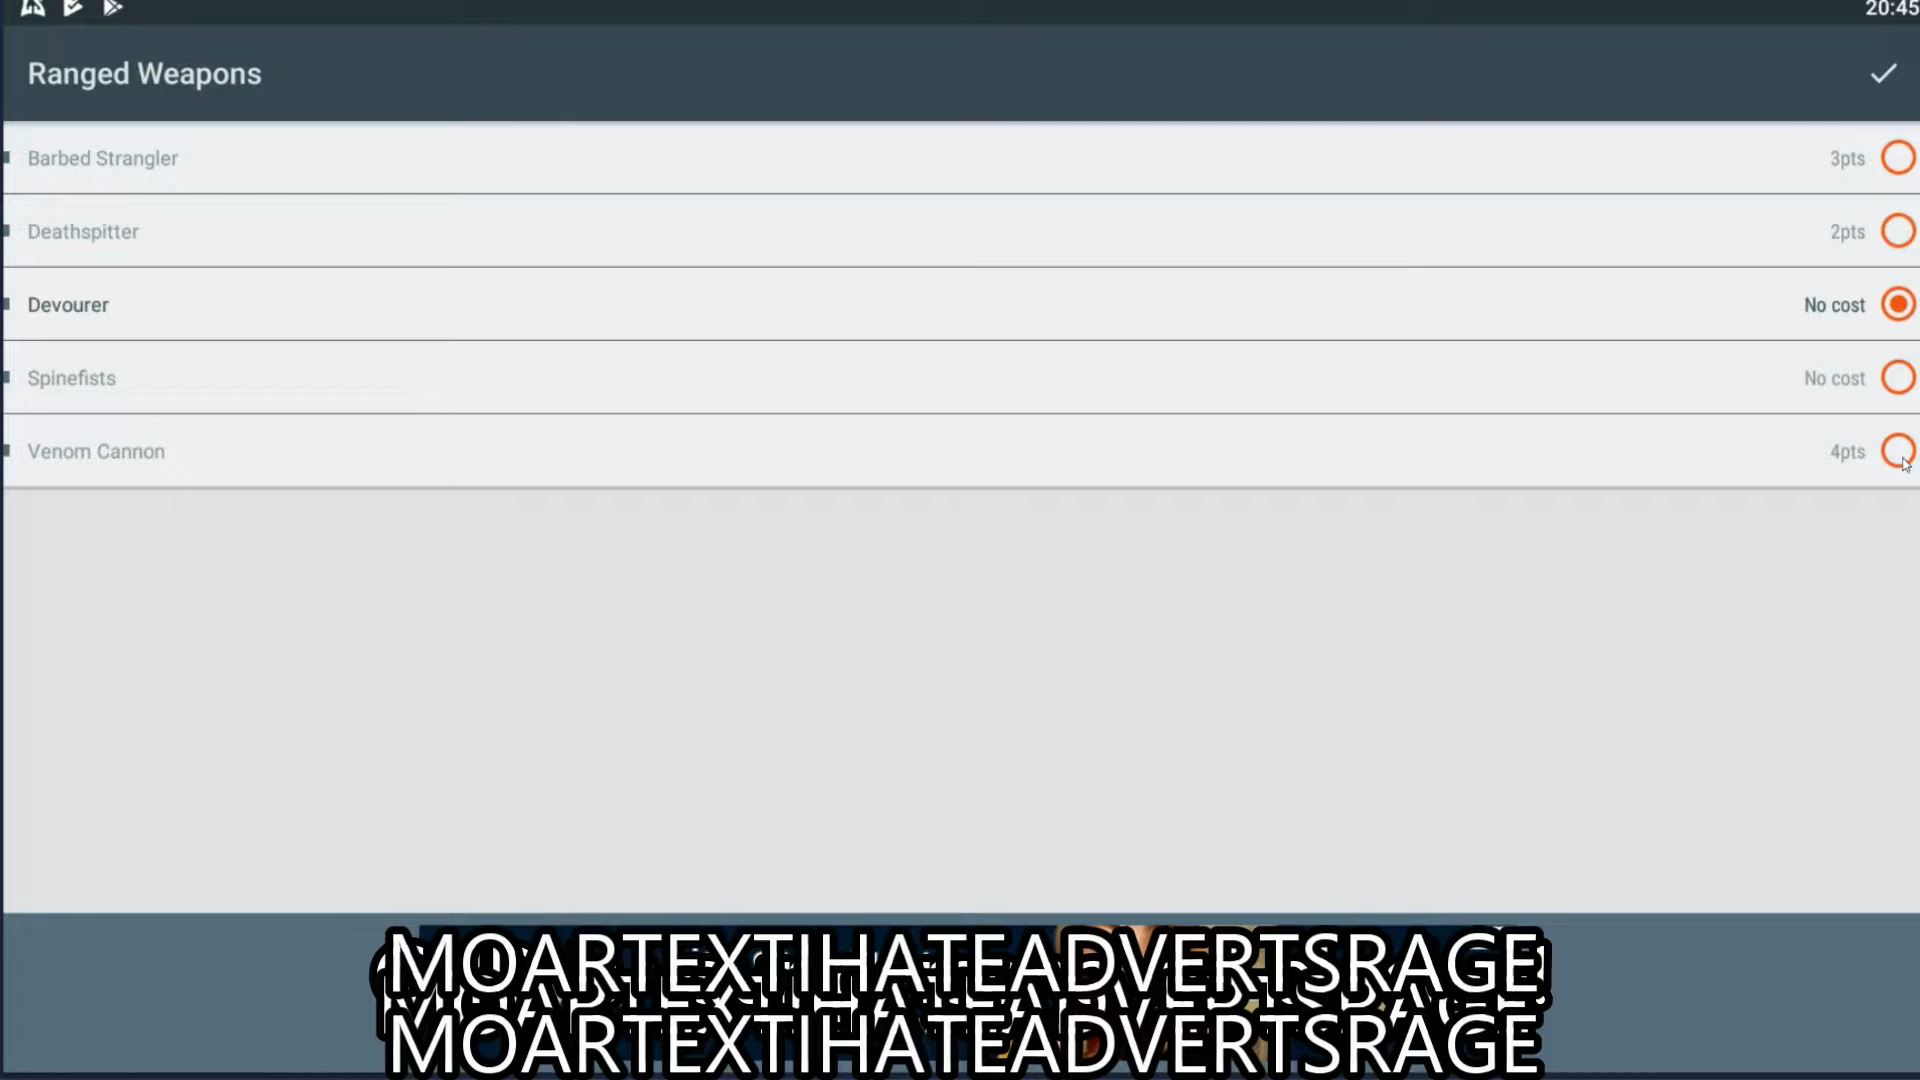 20:45
Ranged Weapons
Barbed Strangler 3pts
Deathspitter 2pts
Devourer No cost
Spinefists No cost
Venom Cannon 4pts
MOARTEXTIHATEADVERTSRAGE
MOARTEXTIHATEADVERTSRAGE
MOARTEXTIHATEADVERTSRAGE